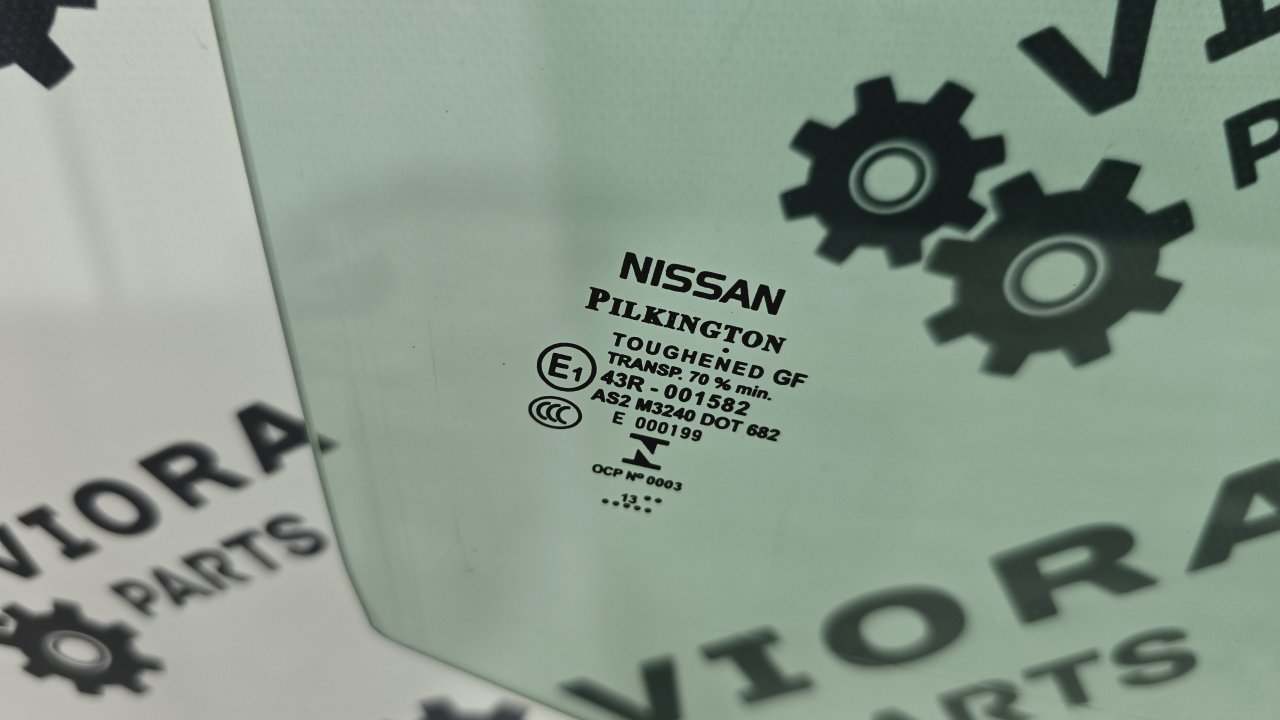 NISSAN
PILKINGTON
TOUGHENED GF
TRANSP. 70 % min.
E1
43R - 001582
AS2 M3240 DOT 682
CCC
E 000199
OCP Nº 0003
13
VIORA
PARTS
VIORA
PARTS